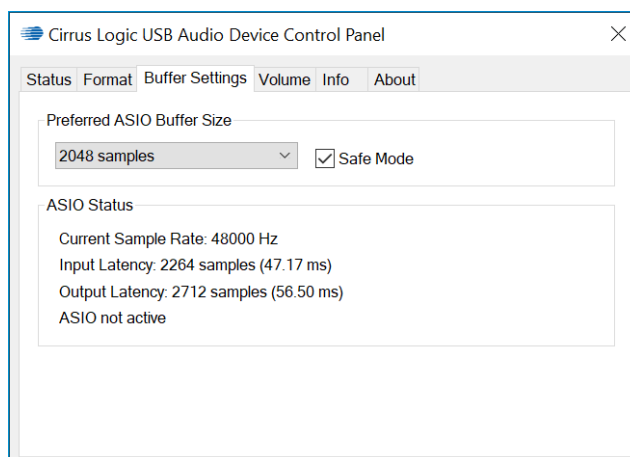 Cirrus Logic USB Audio Device Control Panel
Status Format Buffer Settings Volume Info About
Preferred ASIO Buffer Size
2048 samples Safe Mode
ASIO Status
Current Sample Rate: 48000 Hz
Input Latency: 2264 samples (47.17 ms)
Output Latency: 2712 samples (56.50 ms)
ASIO not active